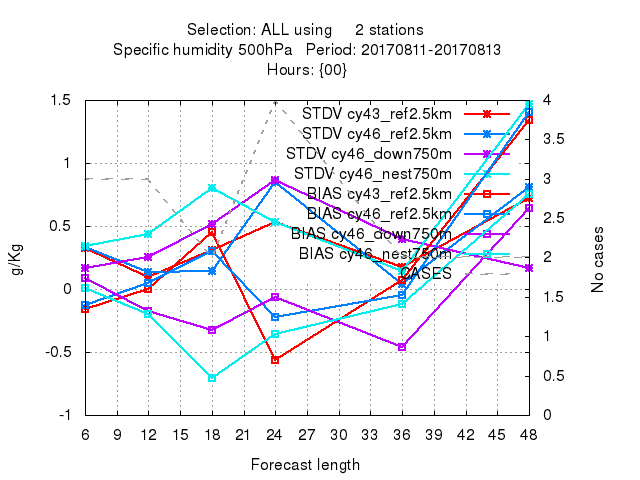 Selection: ALL using 2 stations
Specific humidity 500hPa Period: 20170811-20170813
Hours: {00}
1.5
1
0.5
0
-0.5
-1
g/Kg
STDV cy43_ref2.5km
STDV cy46_ref2.5km
STDV cy46_down750m
STDV cy46_nest750m
BIAS cy43_ref2.5km
BIAS cy46_ref2.5km
BIAS cy46_down750m
BIAS cy46_nest750m
CASES
4
3.5
3
2.5
2
1.5
1
0.5
0
No cases
6 9 12 15 18 21 24 27 30 33 36 39 42 45 48
Forecast length